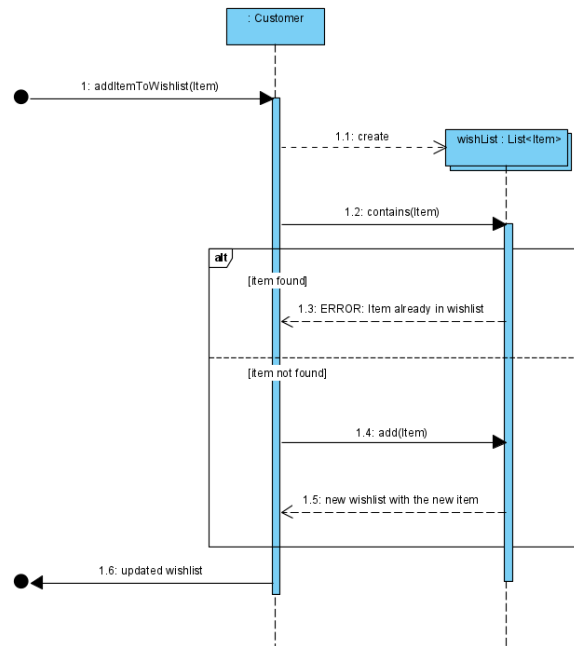 : Customer
1: addItemToWishlist(Item)
1.1: create
wishList : List<Item>
1.2: contains(Item)
alt
[item found]
1.3: ERROR: Item already in wishlist
[item not found]
1.4: add(Item)
1.5: new wishlist with the new item
1.6: updated wishlist